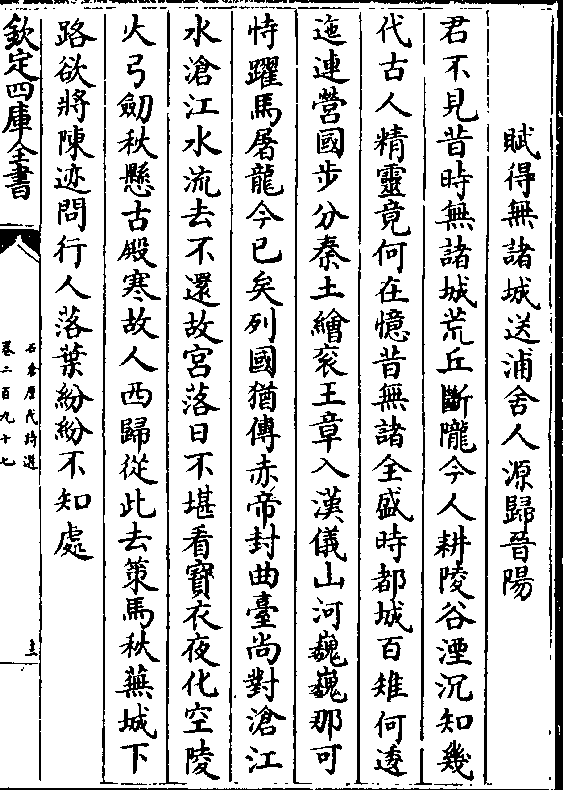 賦得無諸城送浦舍人源歸晉陽
君不見昔時無諸城荒丘斷隴今人耕陵谷湮沉知幾
代古人精靈竟何在憶昔無諸全盛時都城百雉何透
迤連營國步分秦土繪衮王章入漢儀山河巍巍那可
恃躍馬屠龍今已矣列國猶傳赤帝封曲臺尚對滄江
水滄江水流去不還故宮落日不堪看寳衣夜化空陵
火弓劒秋懸古殿寒故人西歸從此去策馬秋蕪城下
路欲將陳迹問行人落葉紛紛不知處
欽定四庫全書
石倉歷代詩選
卷二百九十七